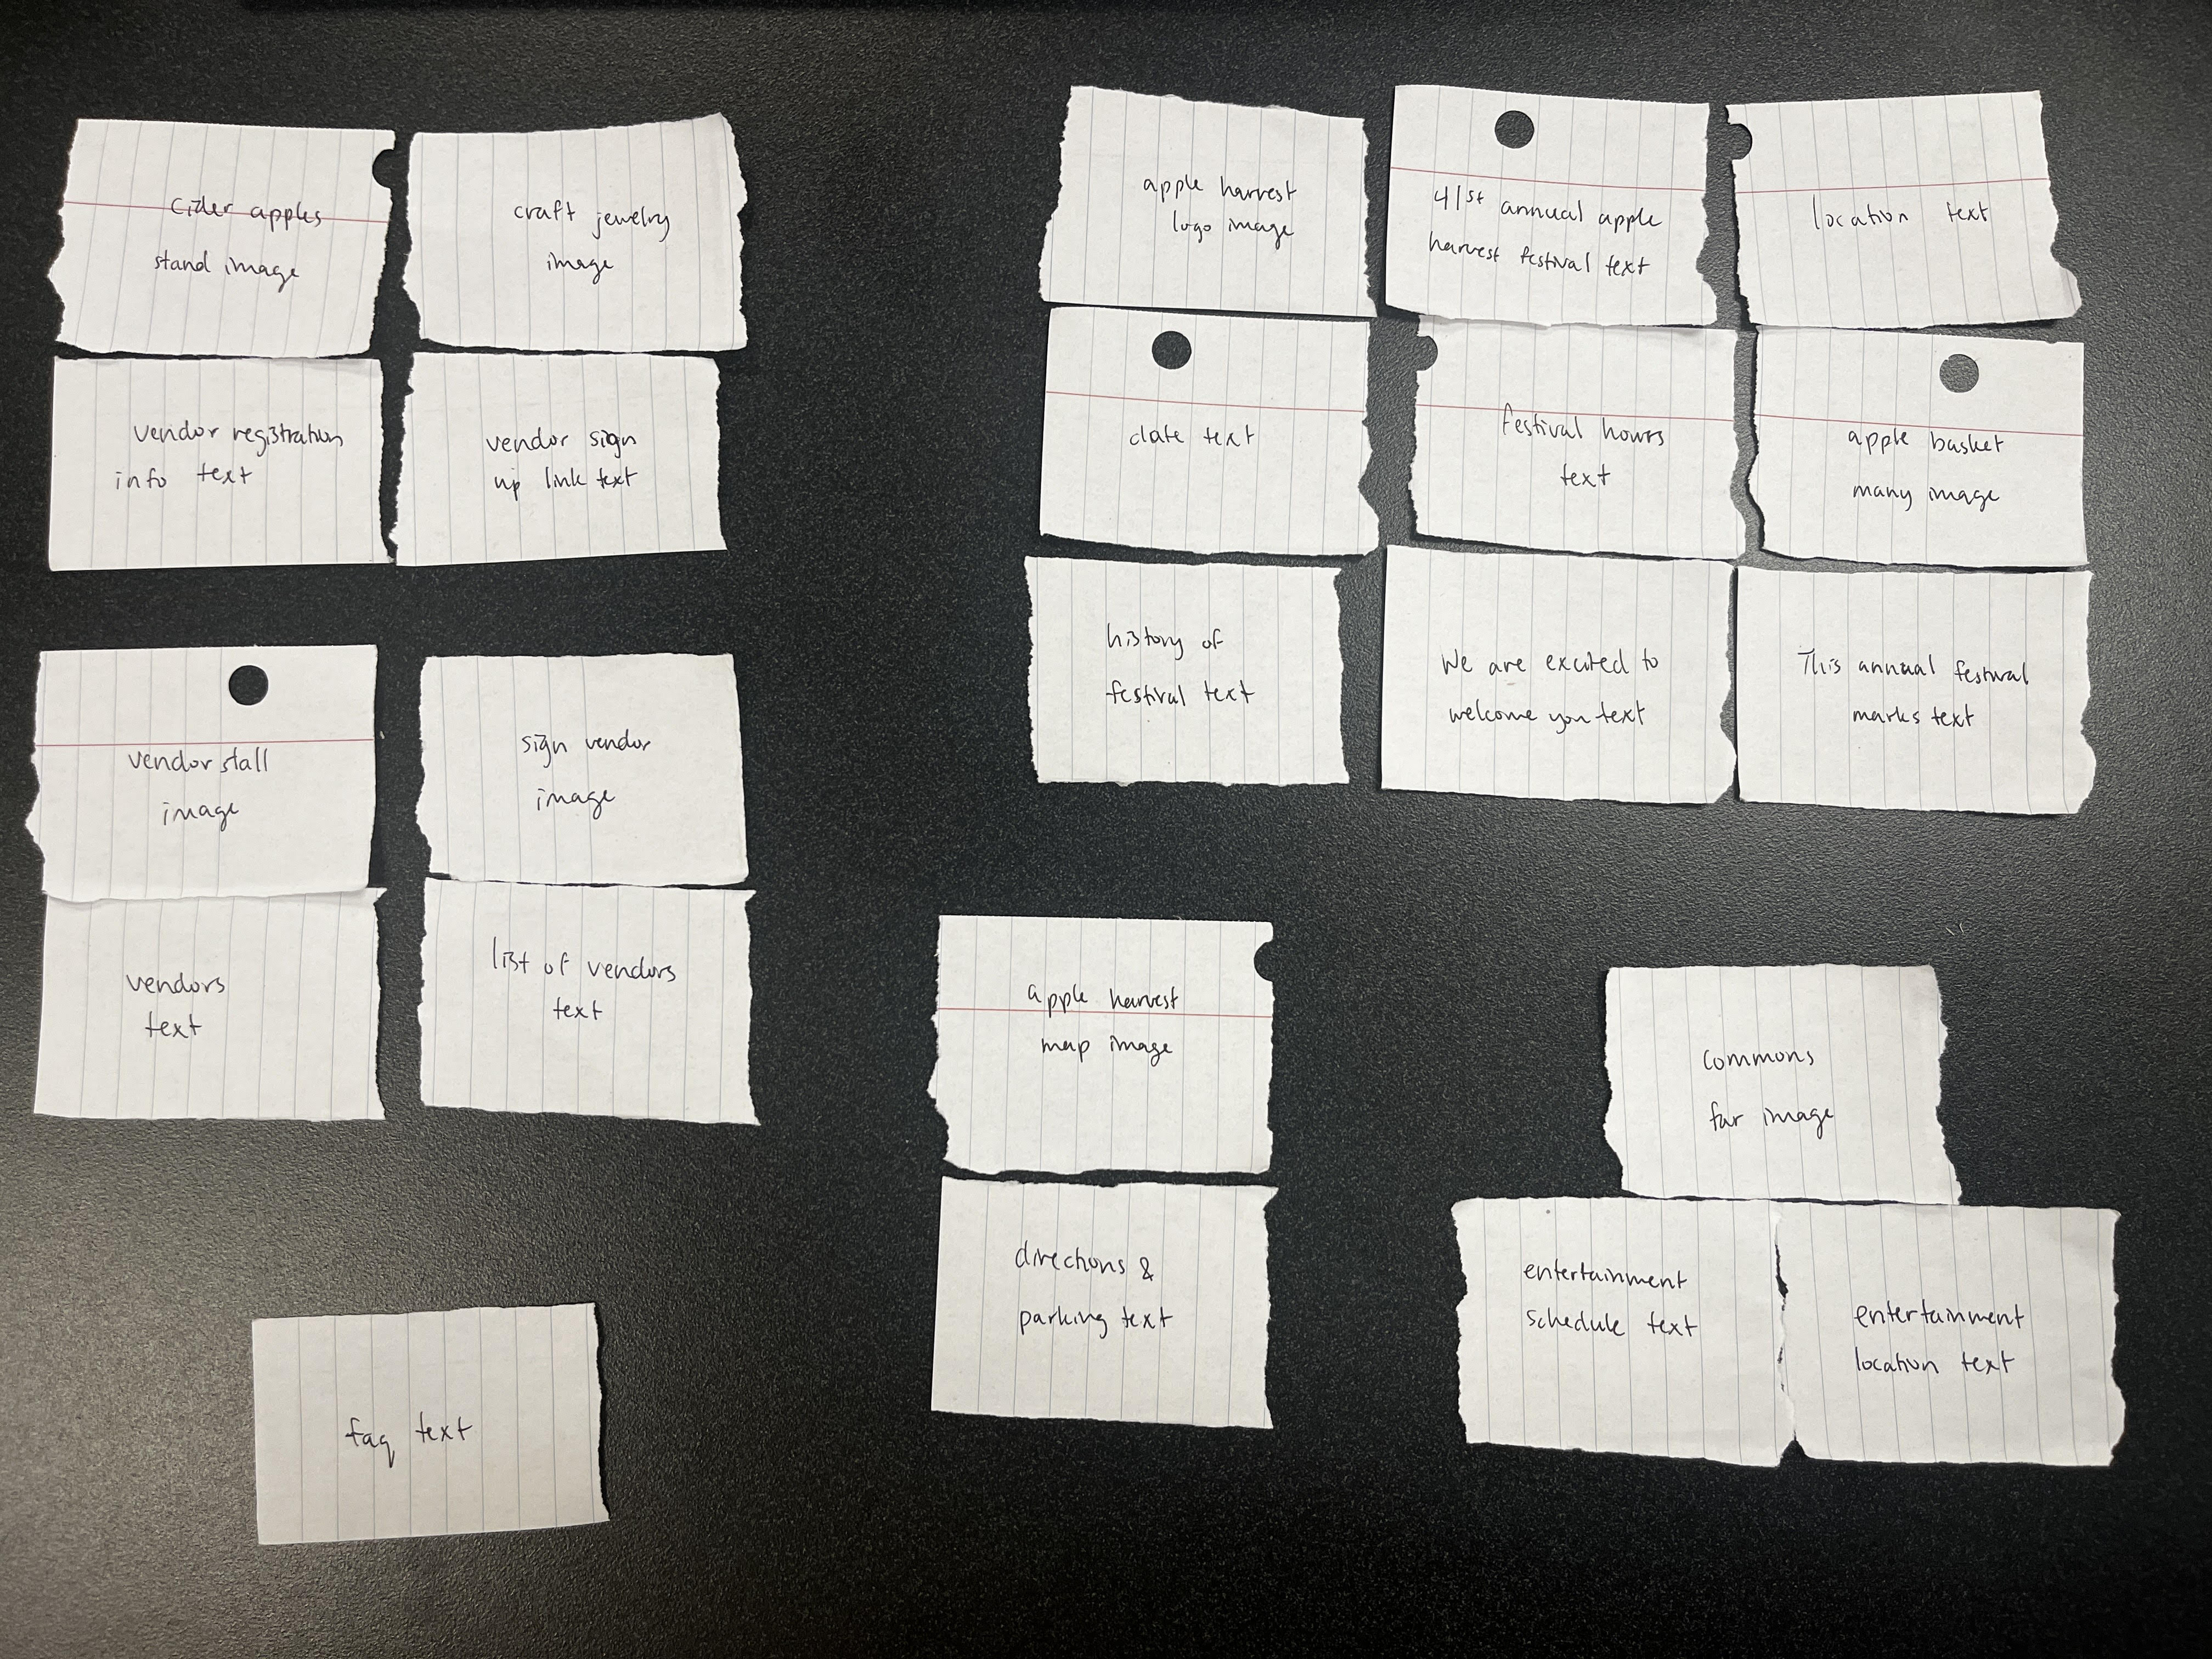 cider apples
stand image
craft jewelry
image
vendor registration
info text
vendor sign
up link text
vendor stall
image
sign vendor
image
vendors
text
list of vendors
text
faq text
apple harvest
logo image
41st annual apple
harvest festival text
location text
date text
festival hours
text
apple basket
many image
history of
festival text
We are excited to
welcome you text
This annual festival
marks text
apple harvest
map image
directions &
parking text
commons
far image
entertainment
schedule text
entertainment
location text